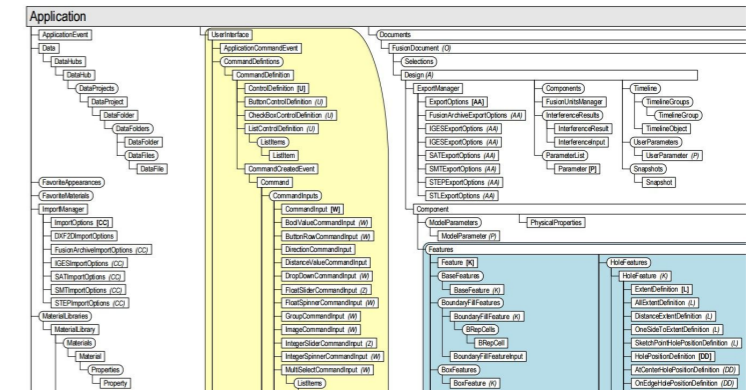 Application
ApplicationEvent
Data
DataHubs
DataHub
DataProjects
DataProject
DataFolder
DataFolders
DataFolder
DataFiles
DataFile
FavoriteAppearances
FavoriteMaterials
ImportManager
ImportOptions [CC]
DXF2DImportOptions
FusionArchiveImportOptions (CC)
IGESImportOptions (CC)
SATImportOptions (CC)
SMTImportOptions (CC)
STEPImportOptions (CC)
MaterialLibraries
MaterialLibrary
Materials
Material
Properties
Property
UserInterface
ApplicationCommandEvent
CommandDefintions
CommandDefinition
ControlDefinition [U]
ButtonControlDefinition (U)
CheckBoxControlDefinition (U)
ListControlDefinition (U)
ListItems
ListItem
CommandCreatedEvent
Command
CommandInputs
CommandInput [W]
BoolValueCommandInput (W)
ButtonRowCommandInput (W)
DirectionCommandInput
DistanceValueCommandInput
DropDownCommandInput (W)
FloatSliderCommandInput (Z)
FloatSpinnerCommandInput (W)
GroupCommandInput (W)
ImageCommandInput (W)
IntegerSliderCommandInput (Z)
IntegerSpinnerCommandInput (W)
MultiSelectCommandInput (W)
ListItems
Documents
FusionDocument (O)
Selections
Design (A)
ExportManager
ExportOptions [AA]
FusionArchiveExportOptions (AA)
IGESExportOptions (AA)
IGESExportOptions (AA)
SATExportOptions (AA)
SMTExportOptions (AA)
STEPExportOptions (AA)
STLExportOptions (AA)
Components
FusionUnitsManager
InterferenceResults
InterferenceResult
InterferenceInput
ParameterList
Parameter [P]
Timeline
TimelineGroups
TimelineGroup
TimelineObject
UserParameters
UserParameter (P)
Snapshots
Snapshot
Component
ModelParameters
ModelParameter (P)
PhysicalProperties
Features
Feature [K]
BaseFeatures
BaseFeature (K)
BoundaryFillFeatures
BoundaryFillFeature (K)
BRepCells
BRepCell
BoundaryFillFeatureInput
BoxFeatures
BoxFeature (K)
HoleFeatures
HoleFeature (K)
ExtentDefinition [L]
AllExtentDefinition (L)
DistanceExtentDefinition (L)
OneSideToExtentDefinition (L)
SketchPointHolePositionDefinition (L)
HolePositionDefinition [DD]
AtCenterHolePositionDefinition (DD)
OnEdgeHolePositionDefinition (DD)